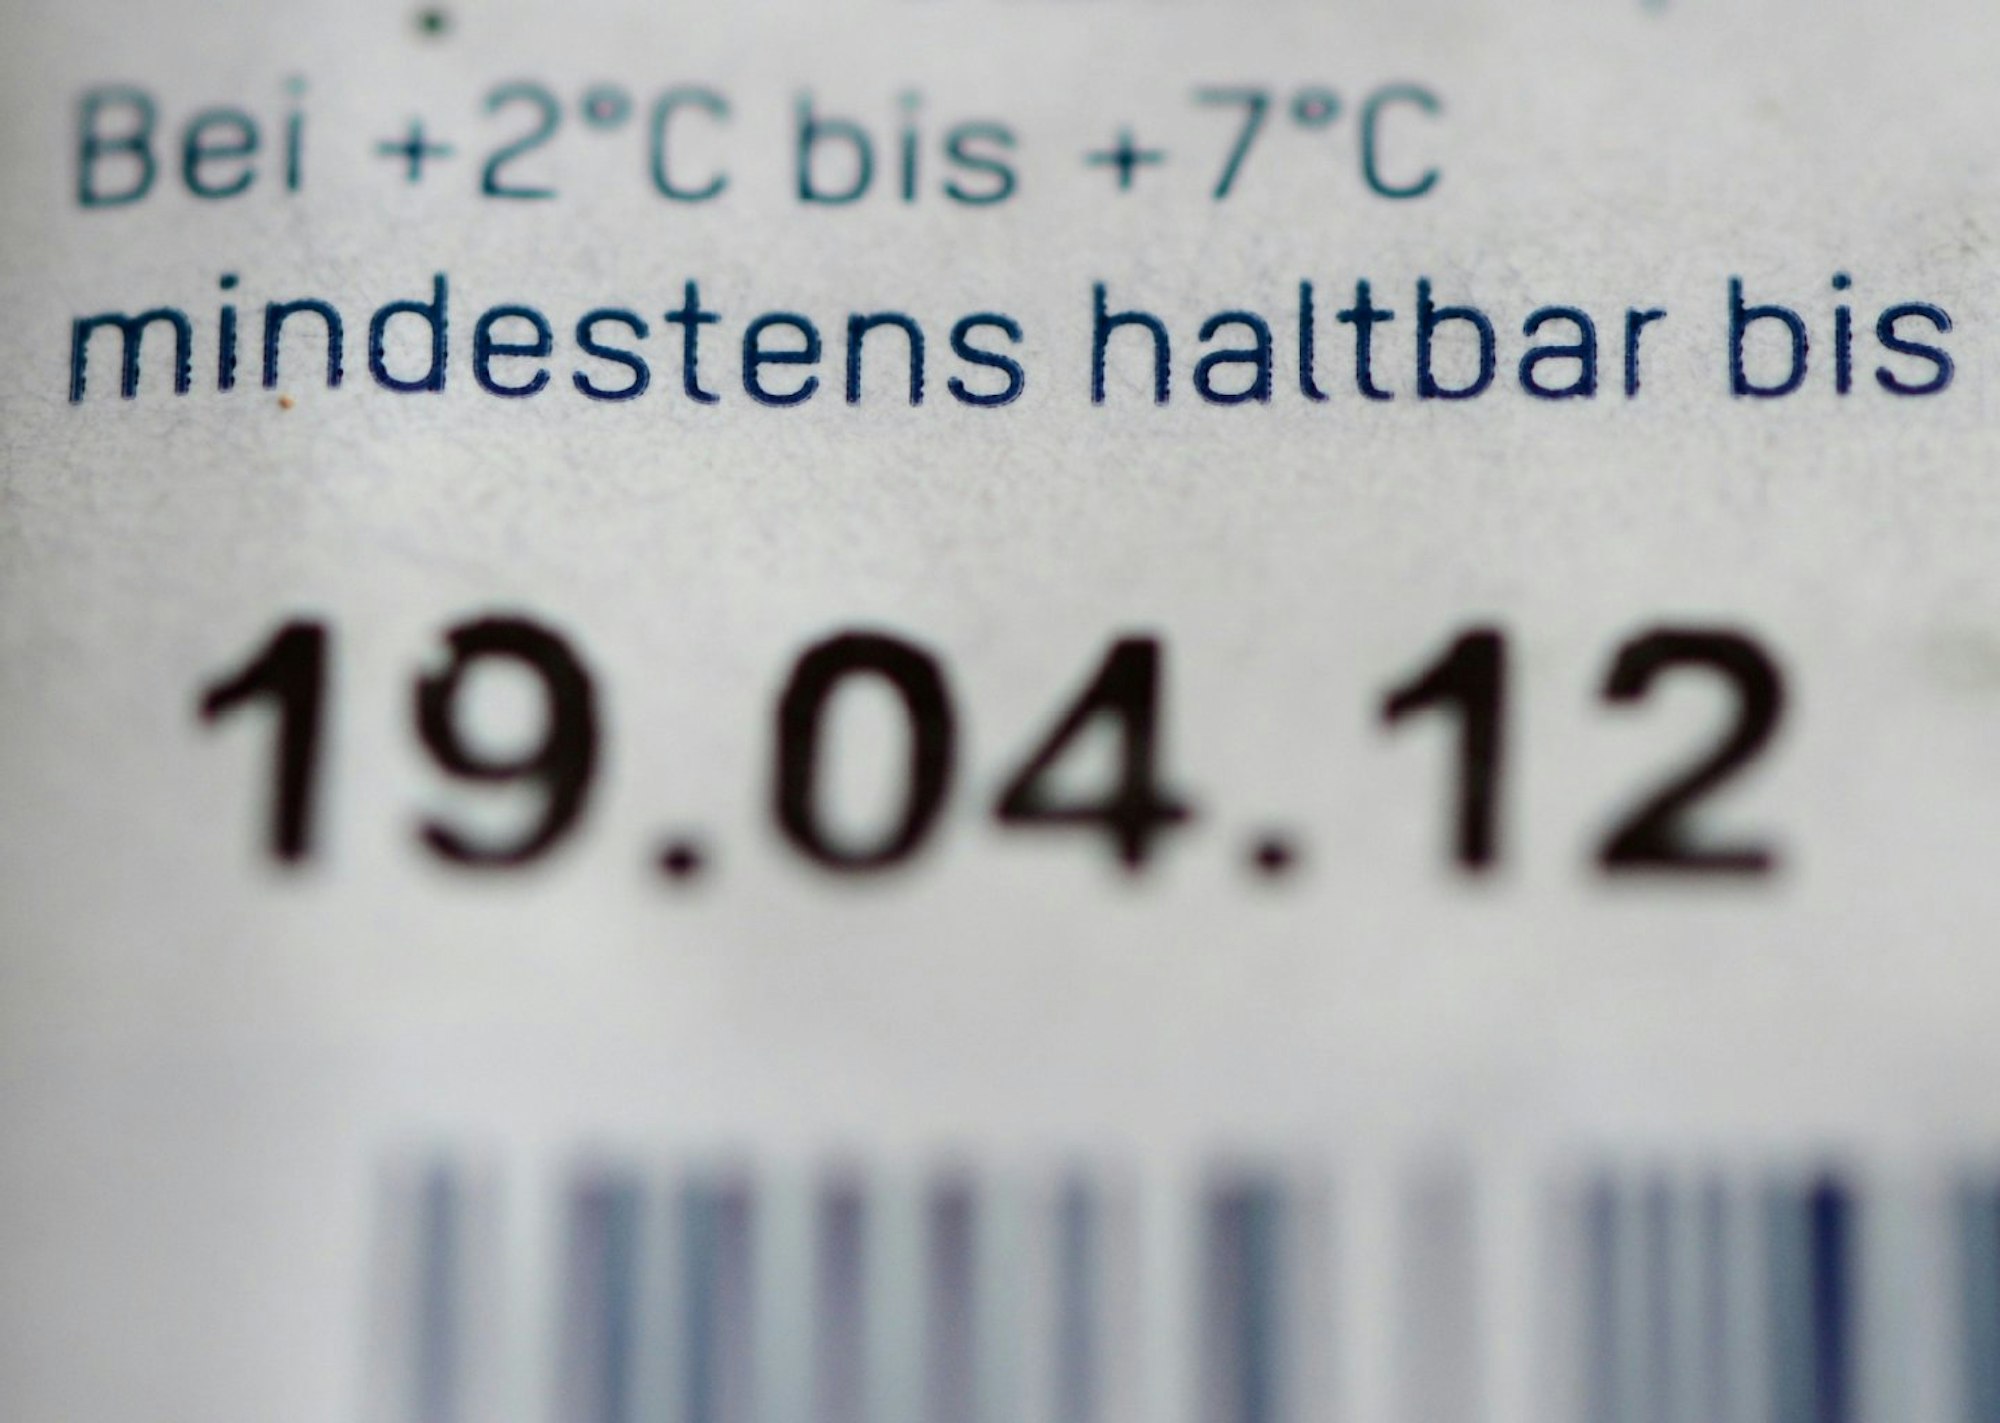 Bei +2°C bis +7°C
mindestens haltbar bis
19.04.12